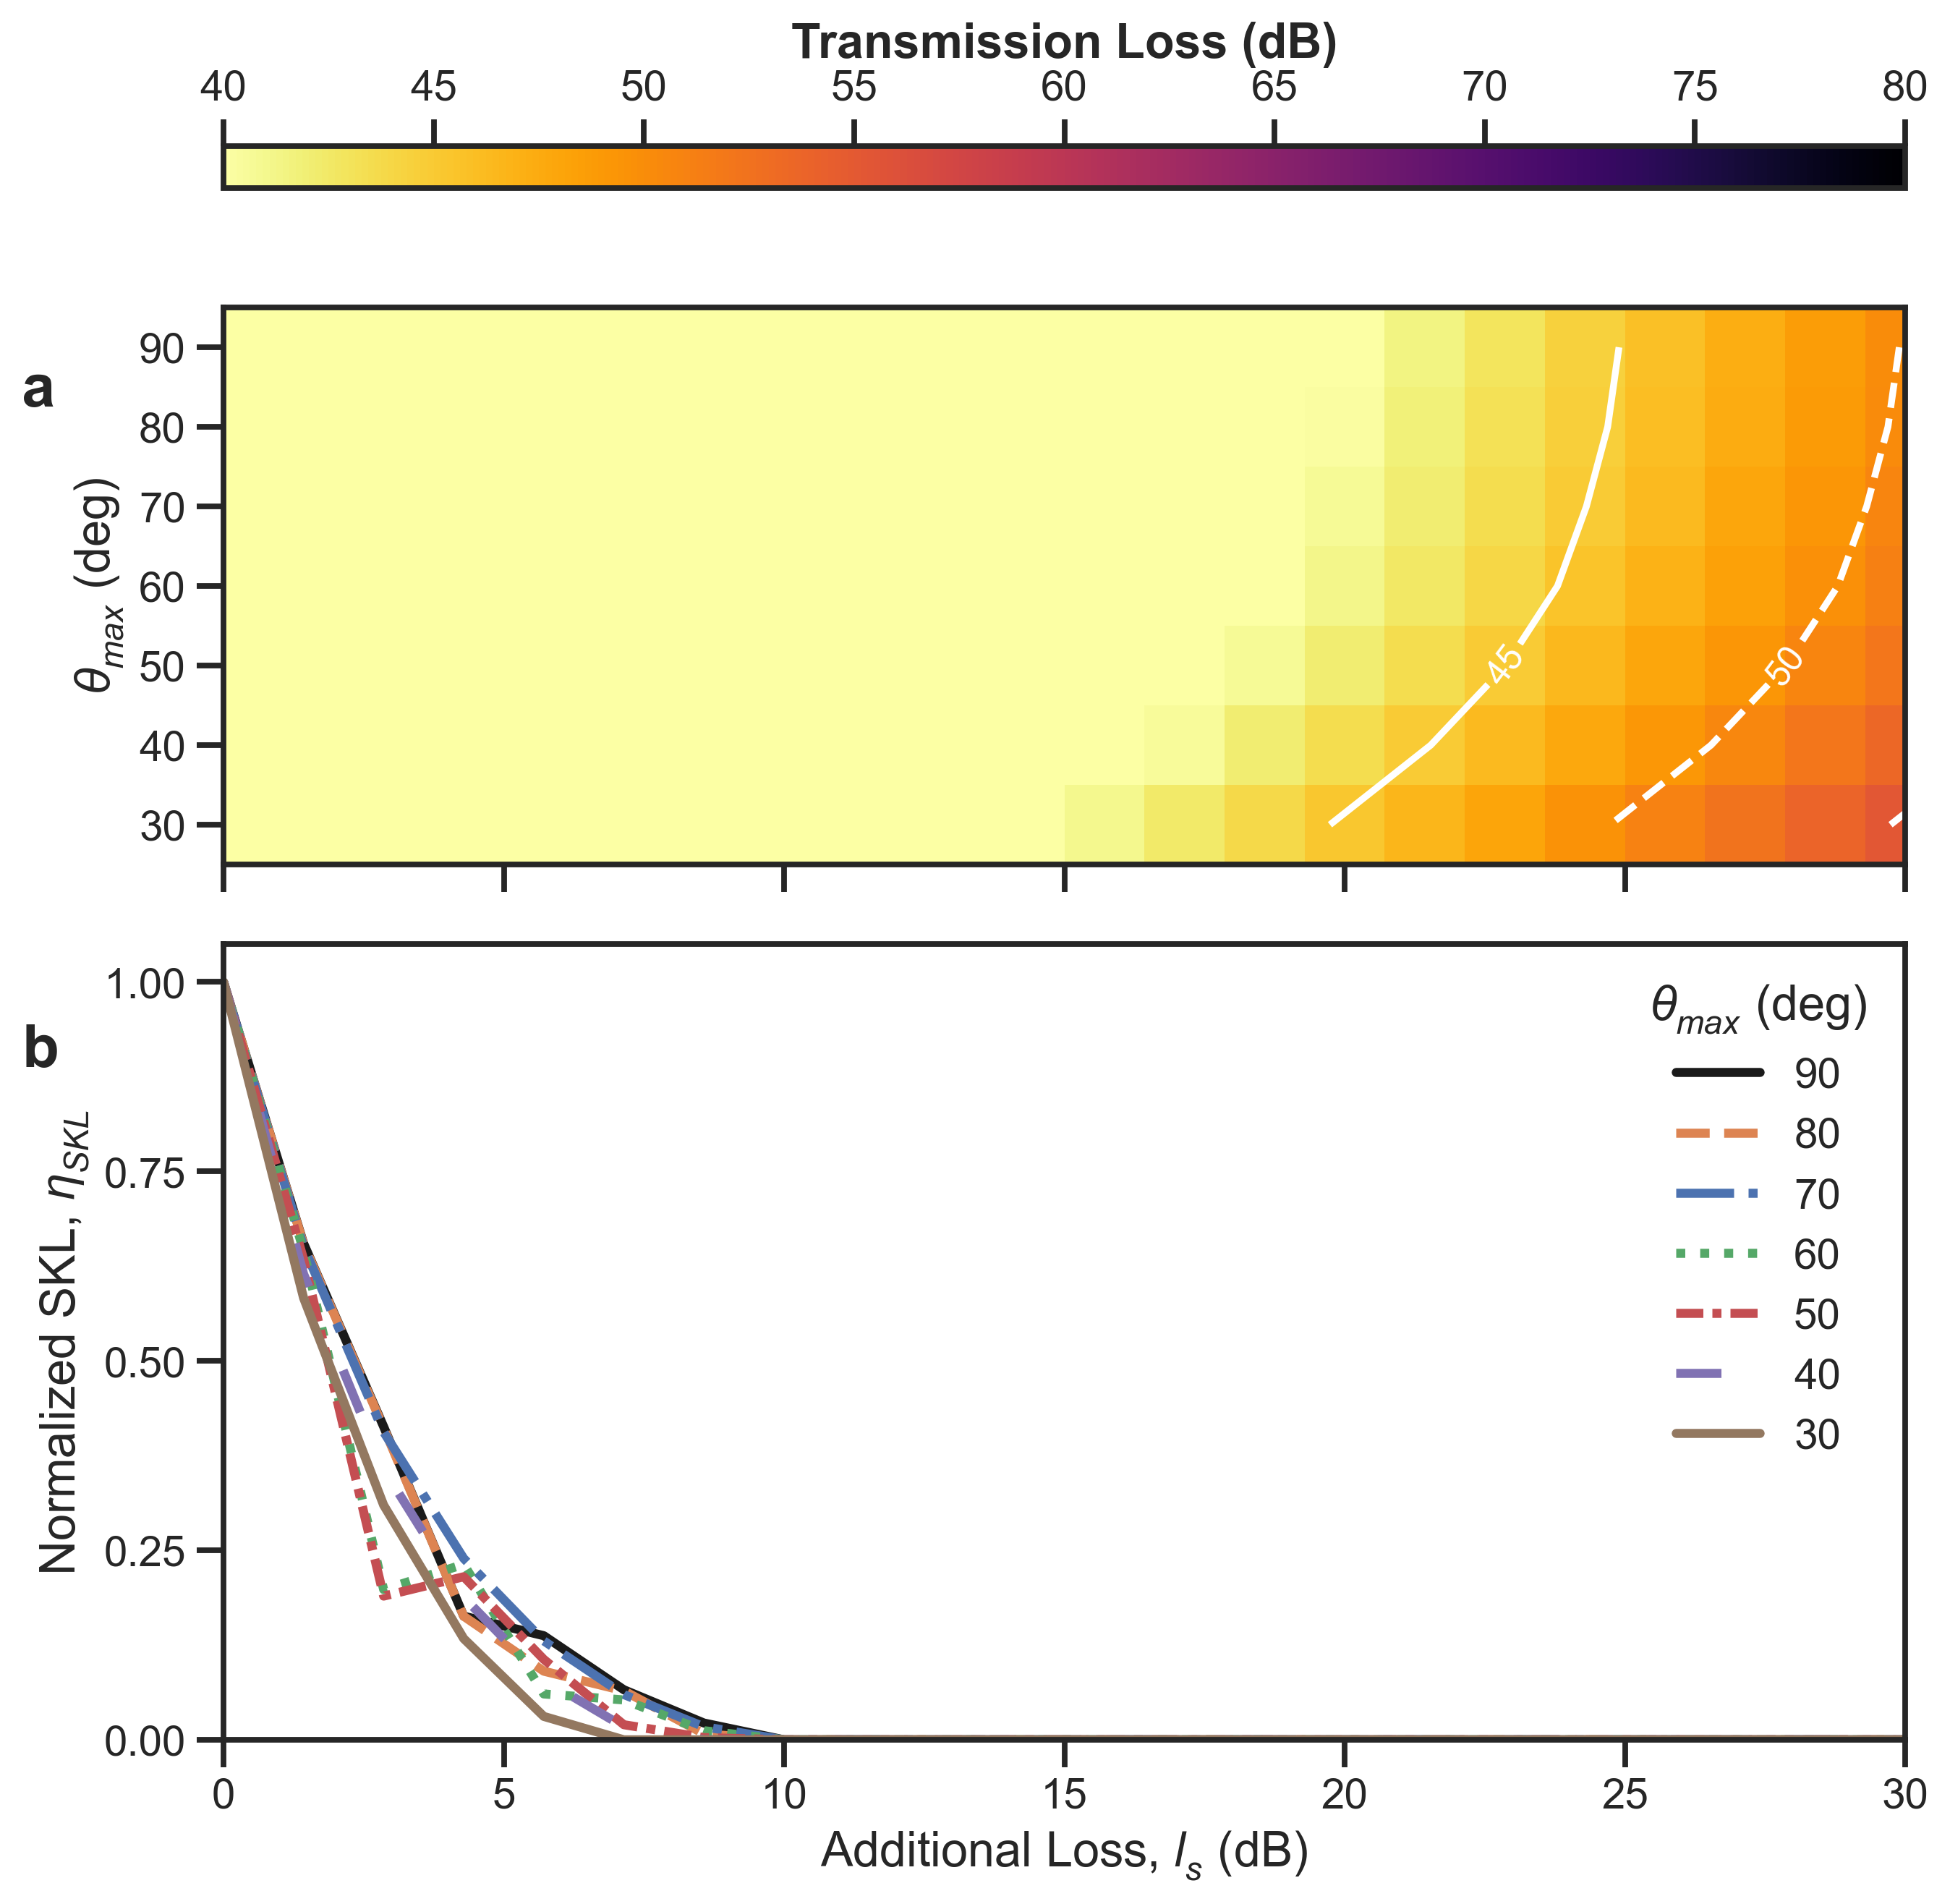 Transmission Loss (dB)
40 45 50 55 60 65 70 75 80
a
θmax (deg)
90
80
70
60
50
40
30
45
50
b
Normalized SKL, ηSKL
1.00
0.75
0.50
0.25
0.00
θmax (deg)
90
80
70
60
50
40
30
0 5 10 15 20 25 30
Additional Loss, ls (dB)